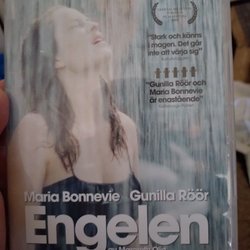 "Stark och känns
i magen. Det går
inte att värja sig"
"Gunilla Röör och
Maria Bonnevie
är enastående"
Maria Bonnevie Gunilla Röör
Engelen